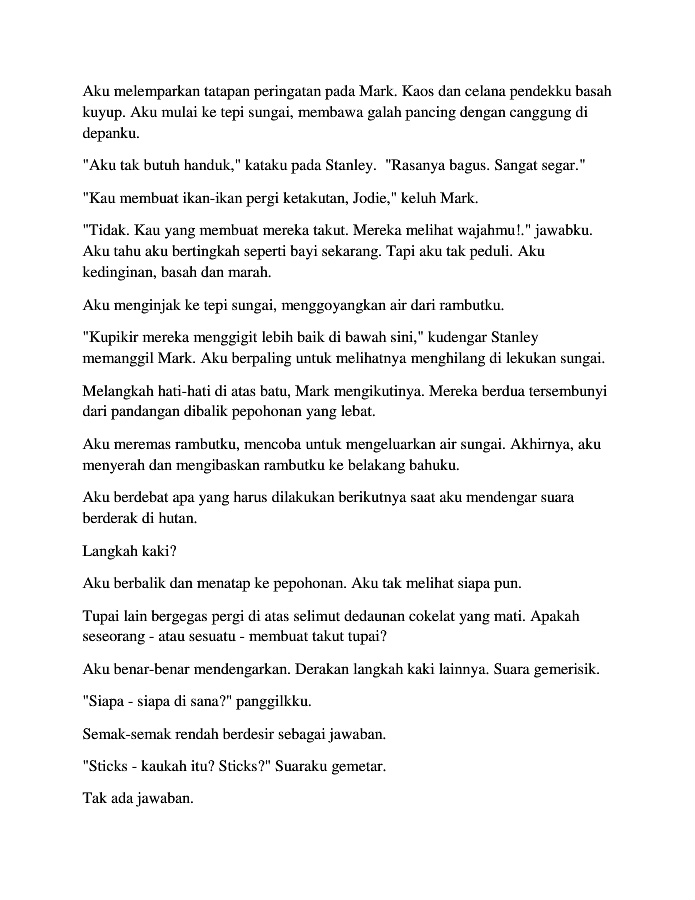 Aku melemparkan tatapan peringatan pada Mark. Kaos dan celana pendekku basah
kuyup. Aku mulai ke tepi sungai, membawa galah pancing dengan canggung di
depanku.
"Aku tak butuh handuk," kataku pada Stanley.  "Rasanya bagus. Sangat segar."
"Kau membuat ikan-ikan pergi ketakutan, Jodie," keluh Mark.
"Tidak. Kau yang membuat mereka takut. Mereka melihat wajahmu!." jawabku.
Aku tahu aku bertingkah seperti bayi sekarang. Tapi aku tak peduli. Aku
kedinginan, basah dan marah.
Aku menginjak ke tepi sungai, menggoyangkan air dari rambutku.
"Kupikir mereka menggigit lebih baik di bawah sini," kudengar Stanley
memanggil Mark. Aku berpaling untuk melihatnya menghilang di lekukan sungai.
Melangkah hati-hati di atas batu, Mark mengikutinya. Mereka berdua tersembunyi
dari pandangan dibalik pepohonan yang lebat.
Aku meremas rambutku, mencoba untuk mengeluarkan air sungai. Akhirnya, aku
menyerah dan mengibaskan rambutku ke belakang bahuku.
Aku berdebat apa yang harus dilakukan berikutnya saat aku mendengar suara
berderak di hutan.
Langkah kaki?
Aku berbalik dan menatap ke pepohonan. Aku tak melihat siapa pun.
Tupai lain bergegas pergi di atas selimut dedaunan cokelat yang mati. Apakah
seseorang - atau sesuatu - membuat takut tupai?
Aku benar-benar mendengarkan. Derakan langkah kaki lainnya. Suara gemerisik.
"Siapa - siapa di sana?" panggilkku.
Semak-semak rendah berdesir sebagai jawaban.
"Sticks - kaukah itu? Sticks?" Suaraku gemetar.
Tak ada jawaban.